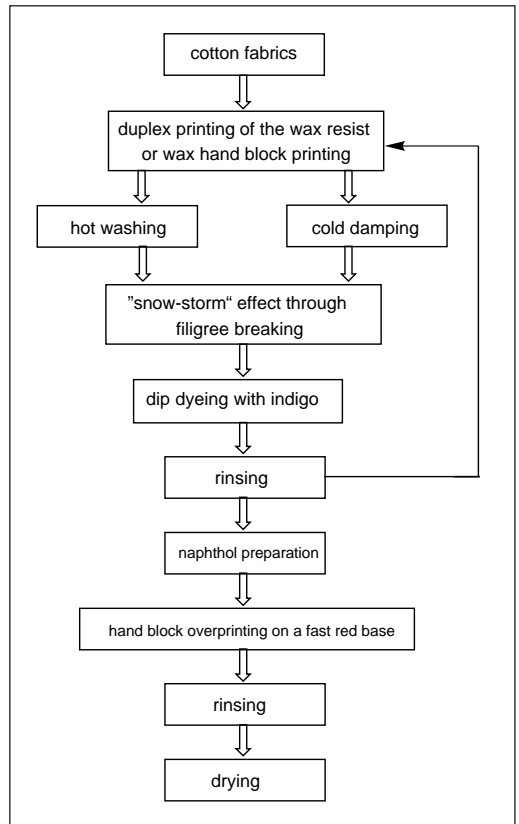 cotton fabrics
duplex printing of the wax resist
or wax hand block printing
hot washing
cold damping
”snow-storm“ effect through
filigree breaking
dip dyeing with indigo
rinsing
naphthol preparation
hand block overprinting on a fast red base
rinsing
drying